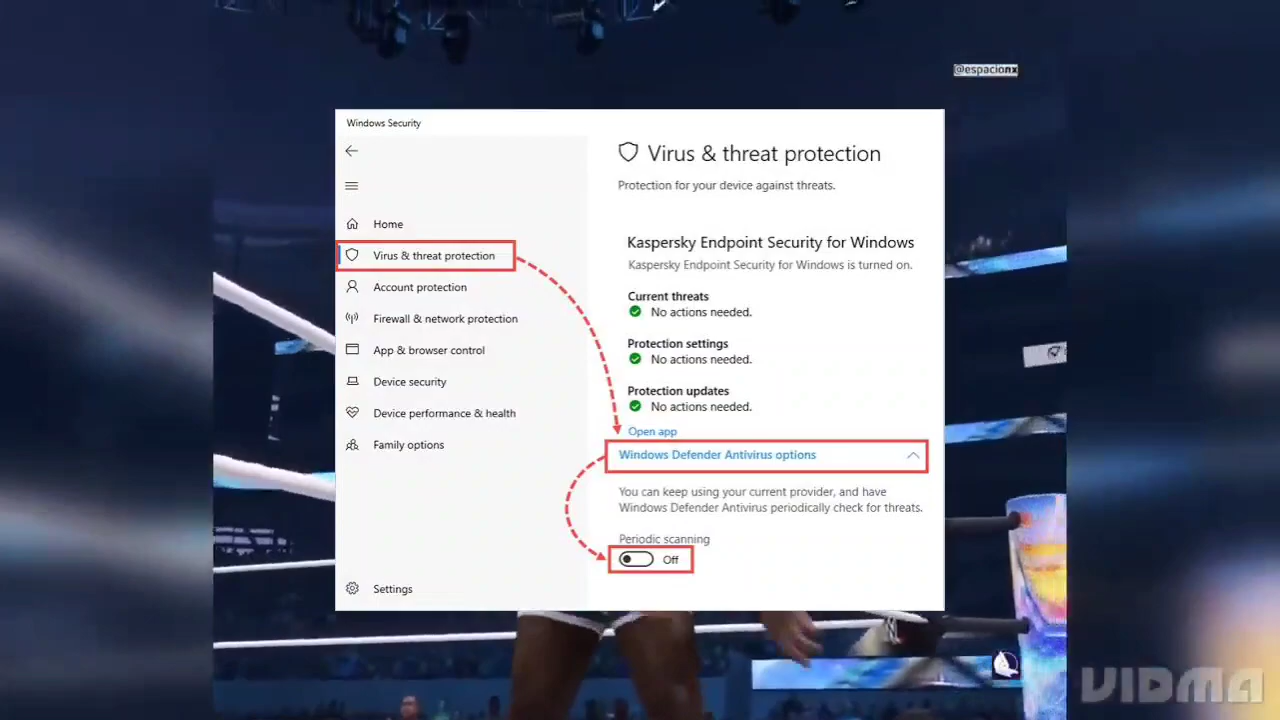 @espacionx
Windows Security
Virus & threat protection
Protection for your device against threats.
Home
Virus & threat protection
Account protection
Firewall & network protection
App & browser control
Device security
Device performance & health
Family options
Settings
Kaspersky Endpoint Security for Windows
Kaspersky Endpoint Security for Windows is turned on.
Current threats
No actions needed.
Protection settings
No actions needed.
Protection updates
No actions needed.
Open app
Windows Defender Antivirus options
You can keep using your current provider, and have
Windows Defender Antivirus periodically check for threats.
Periodic scanning
Off
VIDMA